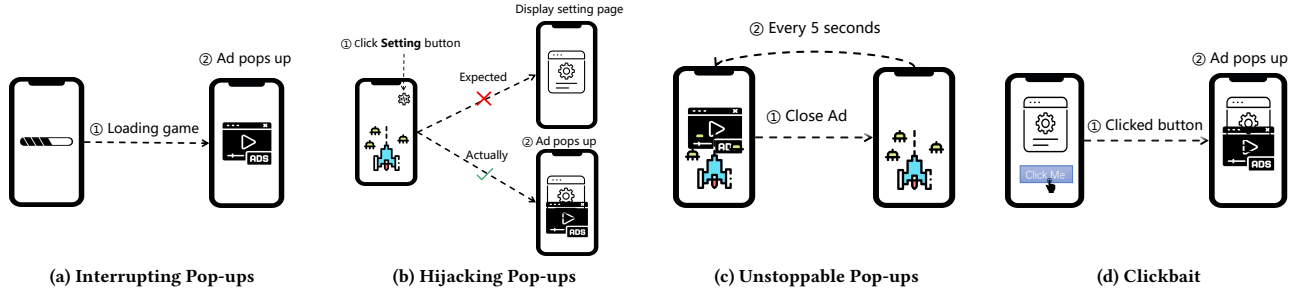 ① Loading game
② Ad pops up
ADS
(a) Interrupting Pop-ups
① Click Setting button
Expected
Display setting page
Actually
② Ad pops up
ADS
(b) Hijacking Pop-ups
② Every 5 seconds
① Close Ad
(c) Unstoppable Pop-ups
Click Me
① Clicked button
② Ad pops up
ADS
(d) Clickbait